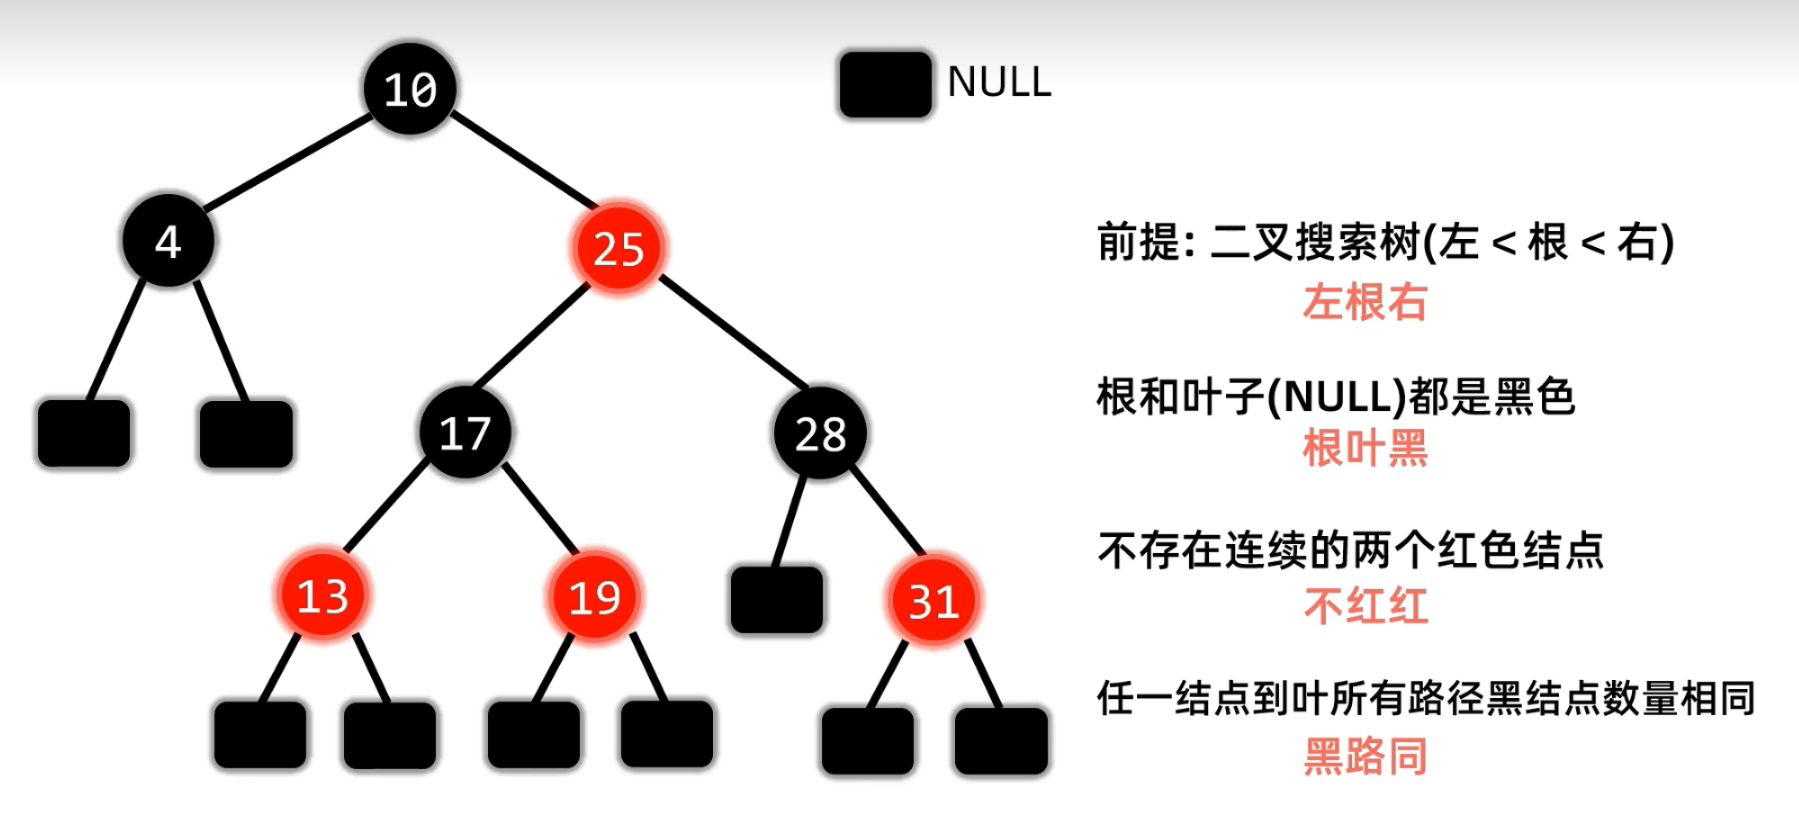 10
NULL
4
25
前提: 二叉搜索树(左 < 根 < 右)
左根右
17
28
根和叶子(NULL)都是黑色
根叶黑
13
19
31
不存在连续的两个红色结点
不红红
任一结点到叶所有路径黑结点数量相同
黑路同